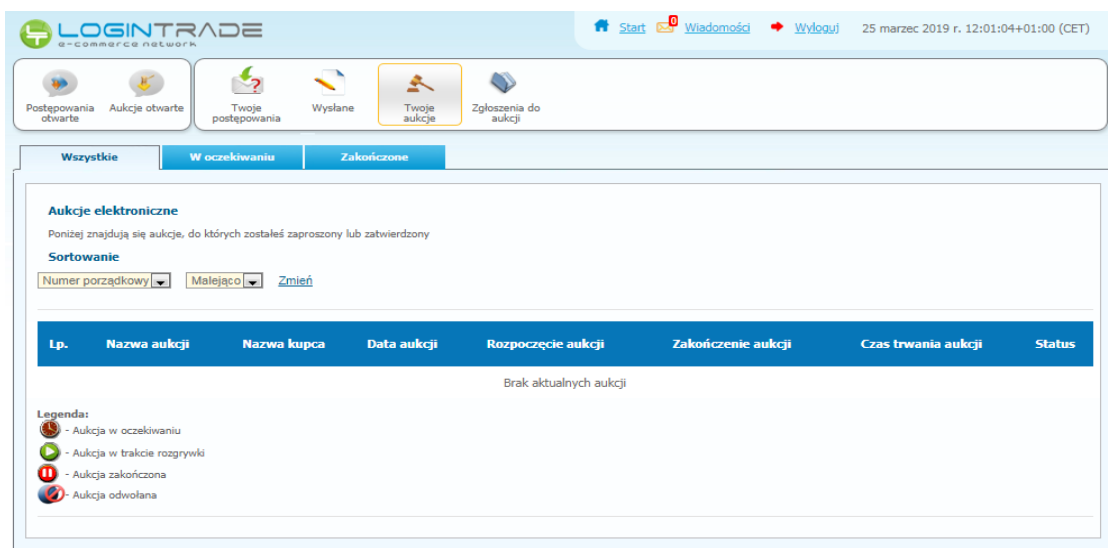 LOGINTRADE
e-commerce network
Start 0 Wiadomości Wyloguj 25 marzec 2019 r. 12:01:04+01:00 (CET)
Postępowania otwarte
Aukcje otwarte
Twoje postępowania
Wysłane
Twoje aukcje
Zgłoszenia do aukcji
Wszystkie W oczekiwaniu Zakończone
Aukcje elektroniczne
Poniżej znajdują się aukcje, do których zostałeś zaproszony lub zatwierdzony
Sortowanie
Numer porządkowy Malejąco Zmień
Lp. Nazwa aukcji Nazwa kupca Data aukcji Rozpoczęcie aukcji Zakończenie aukcji Czas trwania aukcji Status
Brak aktualnych aukcji
Legenda:
- Aukcja w oczekiwaniu
- Aukcja w trakcie rozgrywki
- Aukcja zakończona
- Aukcja odwołana